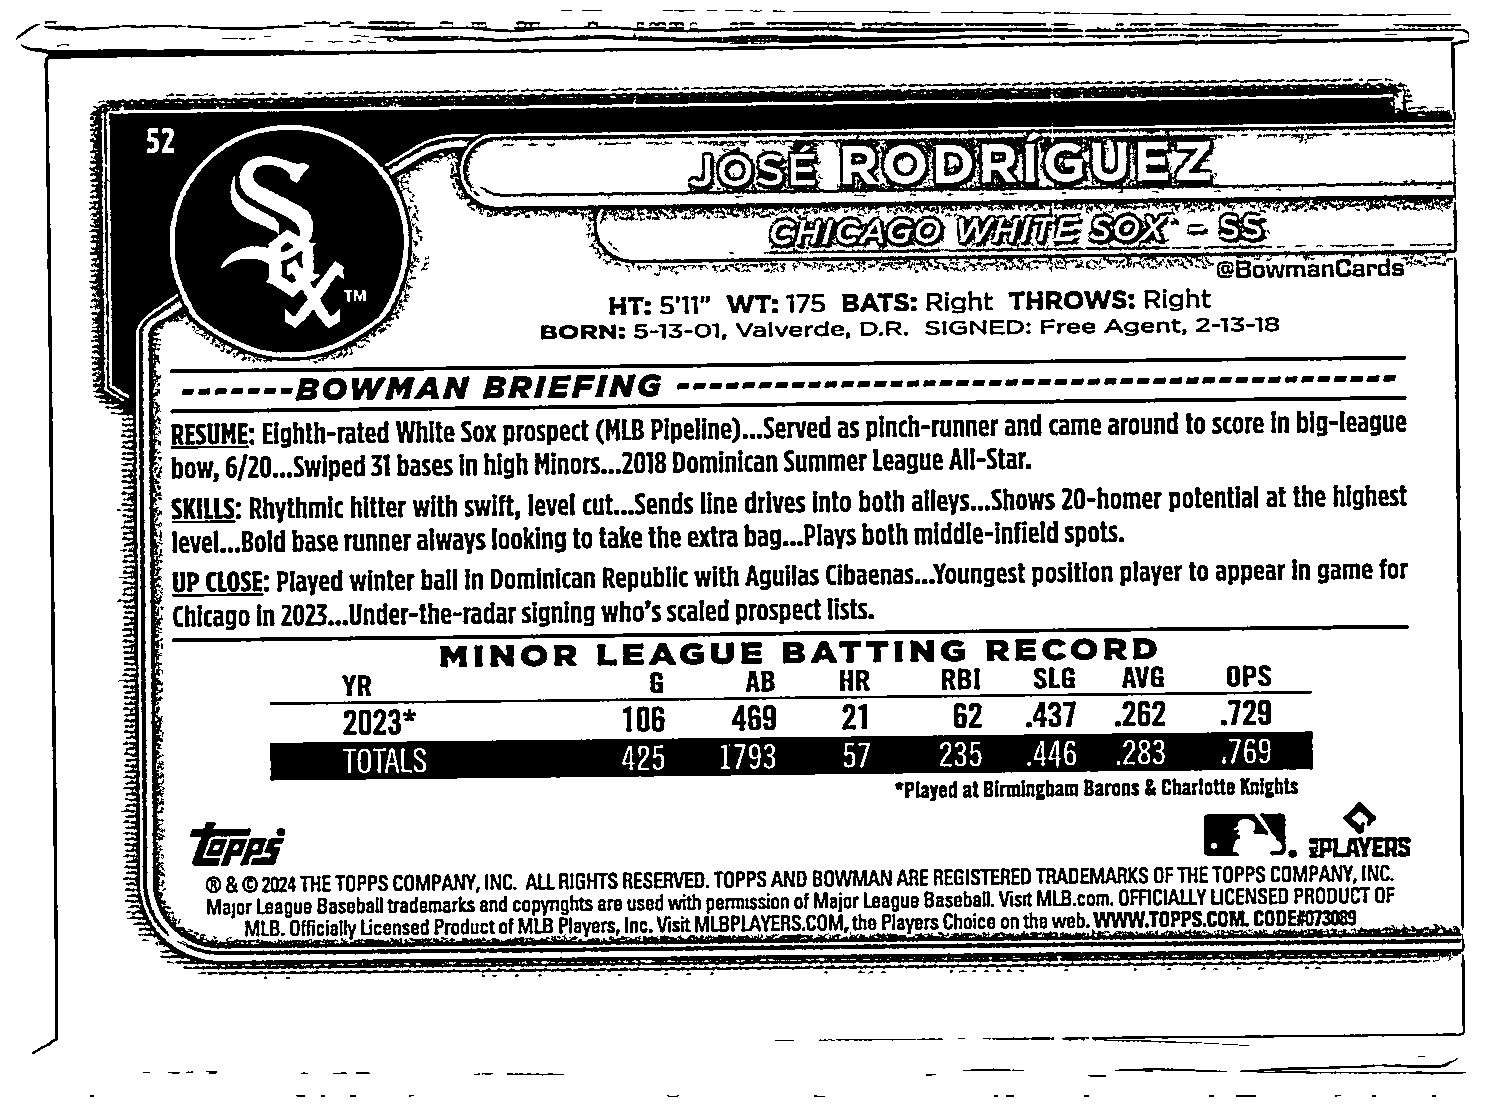 52
JOSÉ RODRÍGUEZ
CHICAGO WHITE SOX - SS
Sox TM
@BowmanCards
HT: 5'11" WT: 175 BATS: Right THROWS: Right
BORN: 5-13-01, Valverde, D.R. SIGNED: Free Agent, 2-13-18
BOWMAN BRIEFING
RESUME: Eighth-rated White Sox prospect (MLB Pipeline)...Served as pinch-runner and came around to score in big-league
bow, 6/20...Swiped 31 bases in high Minors...2018 Dominican Summer League All-Star.
SKILLS: Rhythmic hitter with swift, level cut...Sends line drives into both alleys...Shows 20-homer potential at the highest
level...Bold base runner always looking to take the extra bag...Plays both middle-infield spots.
UP CLOSE: Played winter ball in Dominican Republic with Aguilas Cibaenas...Youngest position player to appear in game for
Chicago in 2023...Under-the-radar signing who's scaled prospect lists.
MINOR LEAGUE BATTING RECORD
YR G AB HR RBI SLG AVG OPS
2023* 106 469 21 62 .437 .262 .729
TOTALS 425 1793 57 235 .446 .283 .769
*Played at Birmingham Barons & Charlotte Knights
topps
PLAYERS
® & © 2024 THE TOPPS COMPANY, INC. ALL RIGHTS RESERVED. TOPPS AND BOWMAN ARE REGISTERED TRADEMARKS OF THE TOPPS COMPANY, INC.
Major League Baseball trademarks and copyrights are used with permission of Major League Baseball. Visit MLB.com. OFFICIALLY LICENSED PRODUCT OF
MLB. Officially Licensed Product of MLB Players, Inc. Visit MLBPLAYERS.COM, the Players Choice on the web. WWW.TOPPS.COM. CODE#073089